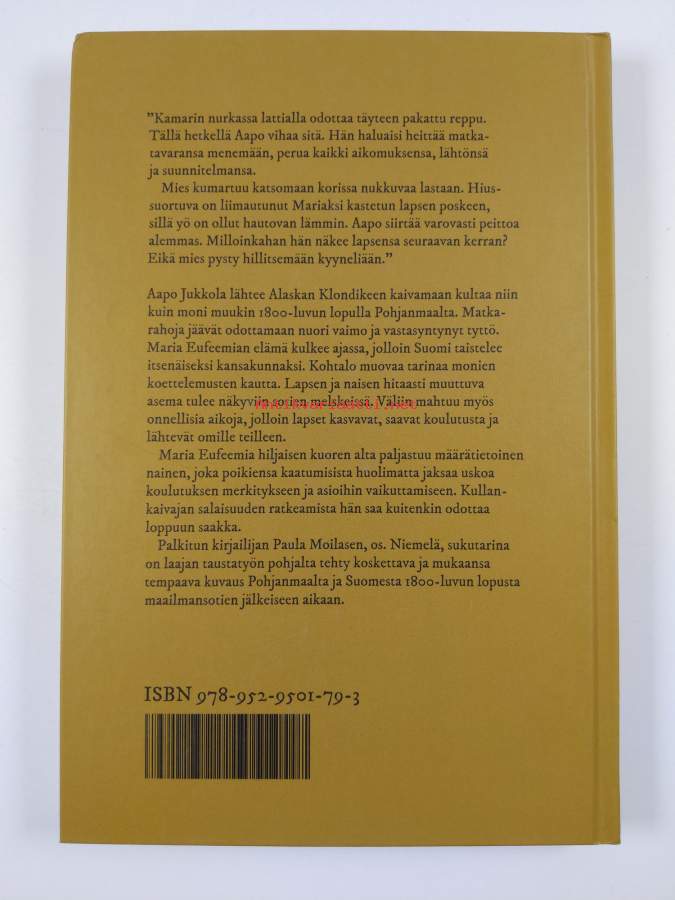 ”Kamarin nurkassa lattialla odottaa täyteen pakattu reppu.
Tällä hetkellä Aapo vihaa sitä. Hän haluaisi heittää matka-
tavaransa menemään, perua kaikki aikomuksensa, lähtönsä
ja suunnitelmansa.
Mies kumartuu katsomaan korissa nukkuvaa lastaan. Hius-
suortuva on liimautunut Mariaksi kastetun lapsen poskeen,
sillä yö on ollut hautovan lämmin. Aapo siirtää varovasti peittoa
alemmas. Milloinkahan hän näkee lapsensa seuraavan kerran?
Eikä mies pysty hillitsemään kyyneliään.”
Aapo Jukkola lähtee Alaskan Klondikeen kaivamaan kultaa niin
kuin moni muukin 1800-luvun lopulla Pohjanmaalta. Matka-
rahoja jäävät odottamaan nuori vaimo ja vastasyntynyt tyttö.
Maria Eufeemian elämä kulkee ajassa, jolloin Suomi taistelee
itsenäiseksi kansakunnaksi. Kohtalo muovaa tarinaa monien
koettelemusten kautta. Lapsen ja naisen hitaasti muuttuva
asema tulee näkyviin sotien melskeissä. Väliin mahtuu myös
onnellisia aikoja, jolloin lapset kasvavat, saavat koulutusta ja
lähtevät omille teilleen.
Maria Eufeemia hiljaisen kuoren alta paljastuu määrätietoinen
nainen, joka poikiensa kaatumisista huolimatta jaksaa uskoa
koulutuksen merkitykseen ja asioihin vaikuttamiseen. Kullan-
kaivajan salaisuuden ratkeamista hän saa kuitenkin odottaa
loppuun saakka.
Palkitun kirjailijan Paula Moilasen, os. Niemelä, sukutarina
on laajan taustatyön pohjalta tehty koskettava ja mukaansa
tempaava kuvaus Pohjanmaalta ja Suomesta 1800-luvun lopusta
maailmansotien jälkeiseen aikaan.
ISBN 978-952-9501-79-3